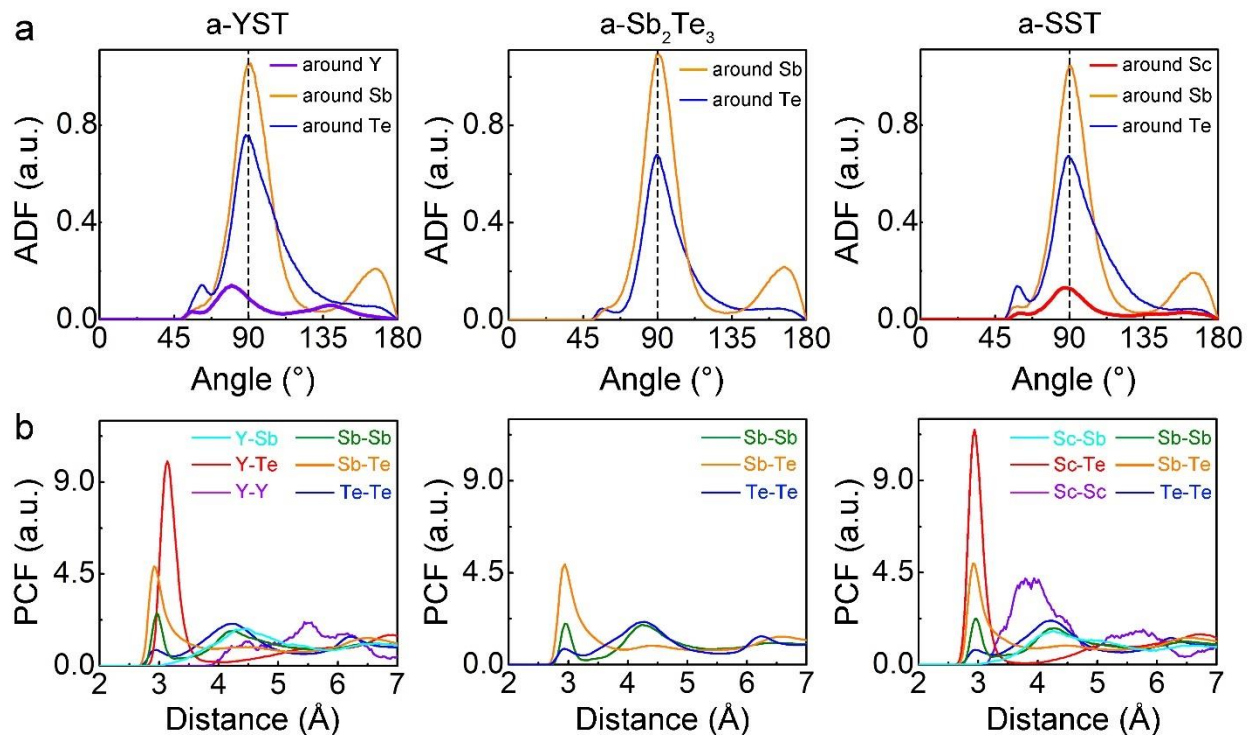 a
a-YST
a-Sb₂Te₃
a-SST
ADF (a.u.)
0.8
0.4
0.0
around Y
around Sb
around Te
0 45 90 135 180
Angle (°)
ADF (a.u.)
0.8
0.4
0.0
around Sb
around Te
0 45 90 135 180
Angle (°)
ADF (a.u.)
0.8
0.4
0.0
around Sc
around Sb
around Te
0 45 90 135 180
Angle (°)
b
PCF (a.u.)
9.0
4.5
0.0
Y-Sb Sb-Sb
Y-Te Sb-Te
Y-Y Te-Te
2 3 4 5 6 7
Distance (Å)
PCF (a.u.)
9.0
4.5
0.0
Sb-Sb
Sb-Te
Te-Te
2 3 4 5 6 7
Distance (Å)
PCF (a.u.)
9.0
4.5
0.0
Sc-Sb Sb-Sb
Sc-Te Sb-Te
Sc-Sc Te-Te
2 3 4 5 6 7
Distance (Å)